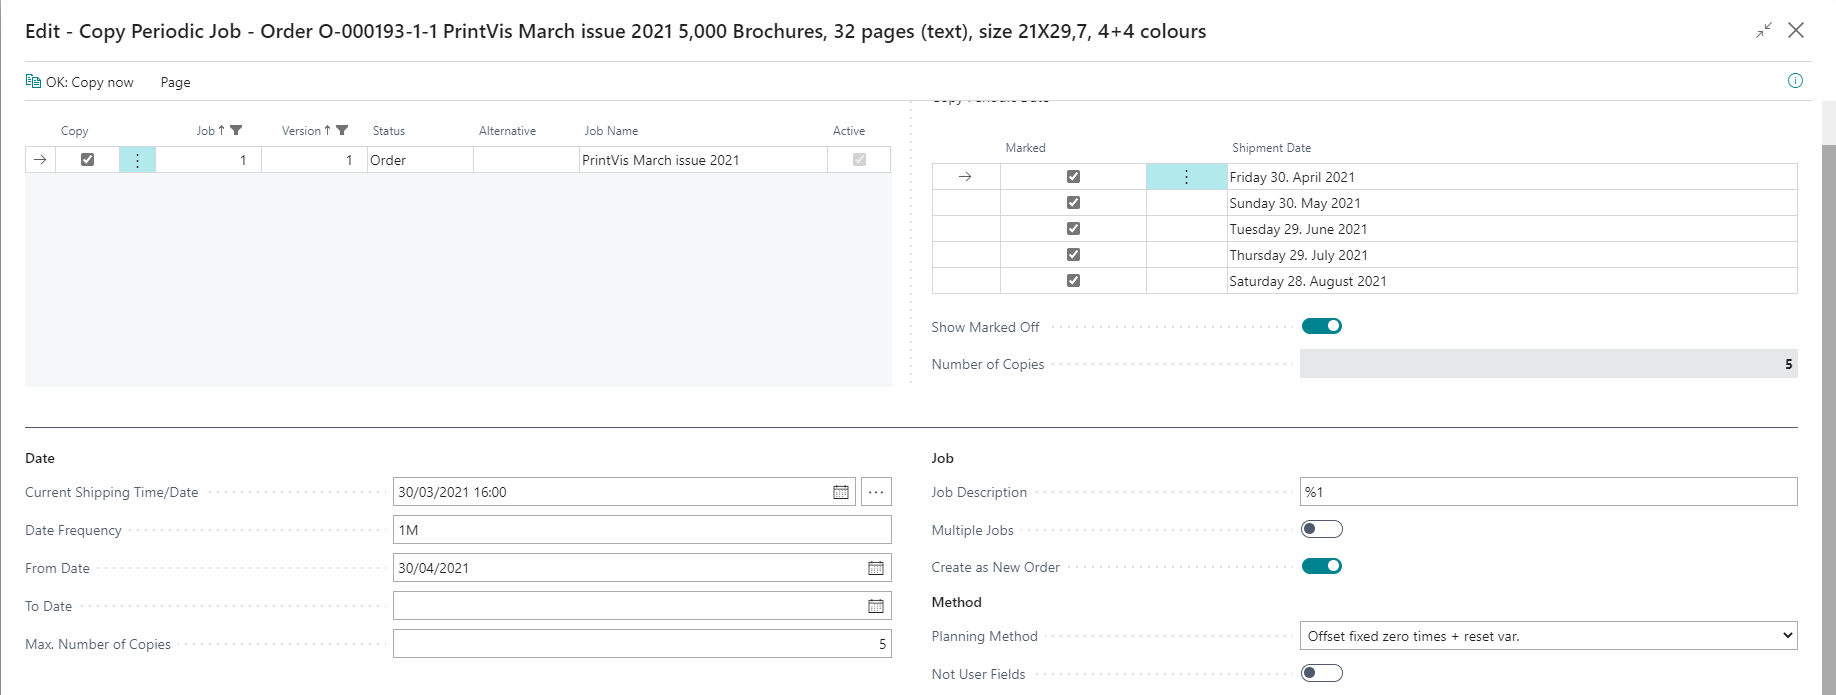 Edit - Copy Periodic Job - Order O-000193-1-1 PrintVis March issue 2021 5,000 Brochures, 32 pages (text), size 21X29,7, 4+4 colours
OK: Copy now Page
Copy Job Version Status Alternative Job Name Active
1 1 Order PrintVis March issue 2021
Copy Periodic Date
Marked Shipment Date
Friday 30. April 2021
Sunday 30. May 2021
Tuesday 29. June 2021
Thursday 29. July 2021
Saturday 28. August 2021
Show Marked Off
Number of Copies 5
Date
Current Shipping Time/Date 30/03/2021 16:00
Date Frequency 1M
From Date 30/04/2021
To Date
Max. Number of Copies 5
Job
Job Description %1
Multiple Jobs
Create as New Order
Method
Planning Method Offset fixed zero times + reset var.
Not User Fields